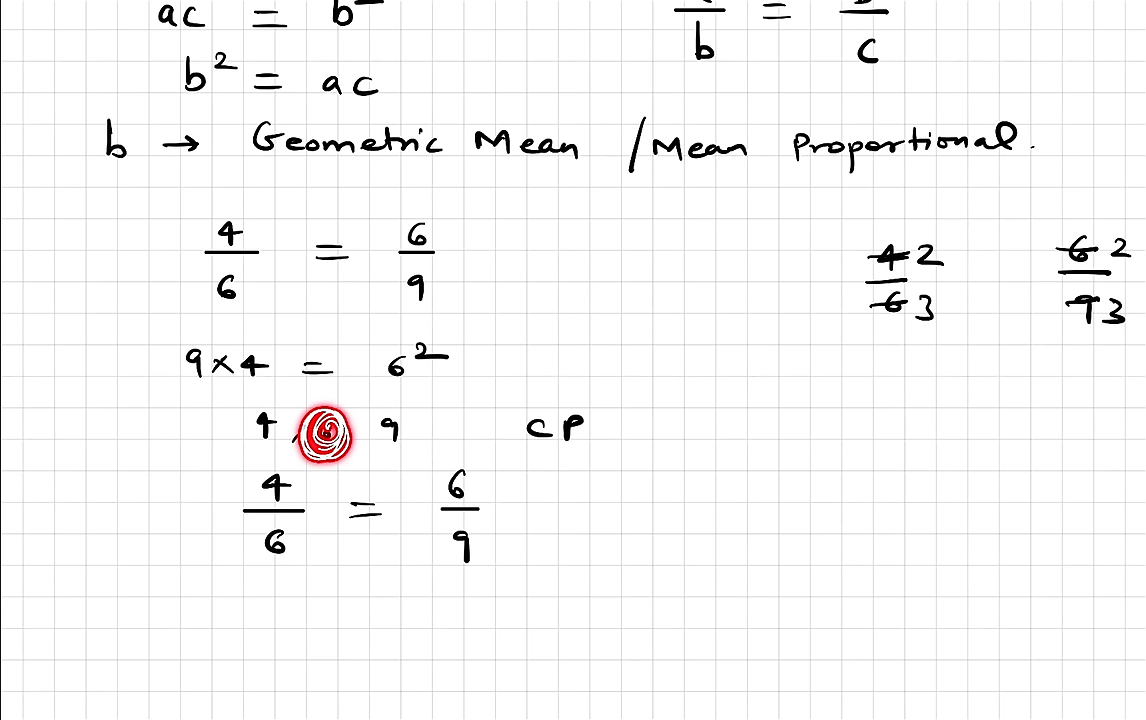 ac = b²
b = c
b² = ac
b → Geometric Mean / Mean Proportional.
4/6 = 6/9
4 2 / 6 3
6 2 / 9 3
9 × 4 = 6²
4, 6 9 CP
4/6 = 6/9